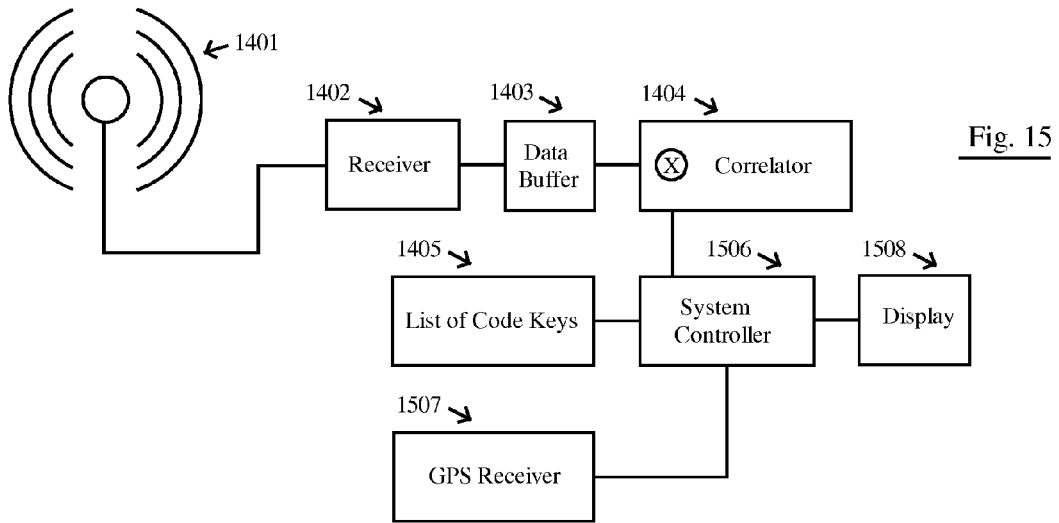 1401
1402
1403
1404
Fig. 15
Receiver
Data
Buffer
X
Correlator
1405
1506
1508
List of Code Keys
System
Controller
Display
1507
GPS Receiver